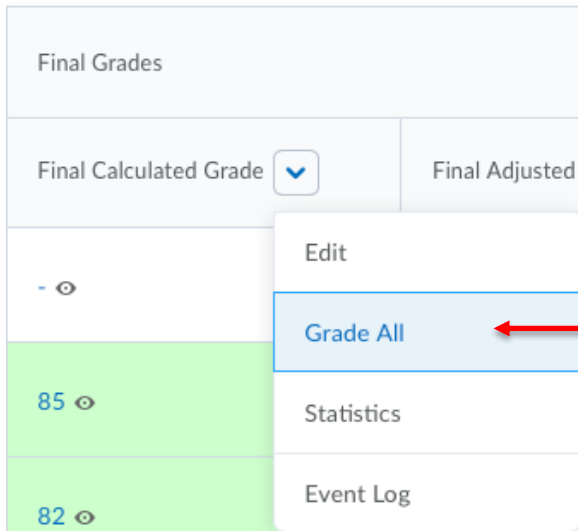 Final Grades
Final Calculated Grade
Final Adjusted
Edit
-
Grade All
85
Statistics
Event Log
82